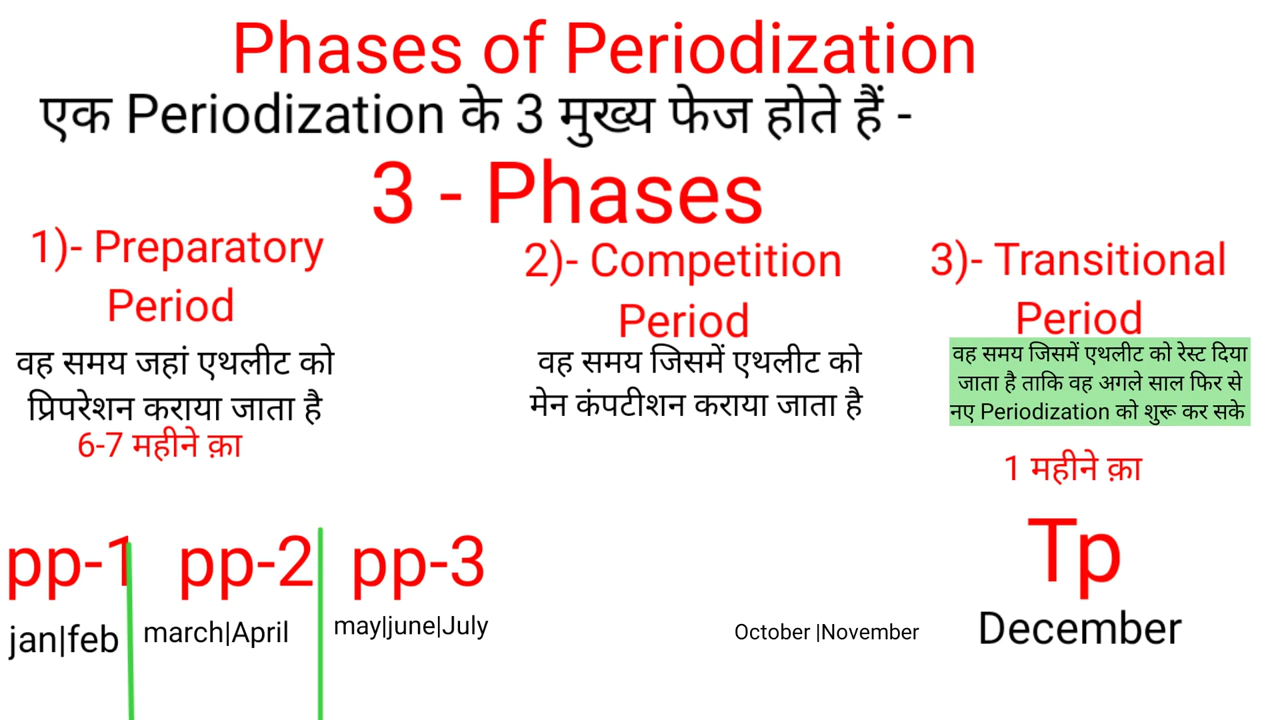 Phases of Periodization
एक Periodization के 3 मुख्य फेज होते हैं -
3 - Phases
1)- Preparatory
Period
वह समय जहां एथलीट को
प्रिपरेशन कराया जाता है
6-7 महीने क़ा
2)- Competition
Period
वह समय जिसमें एथलीट को
मेन कंपटीशन कराया जाता है
3)- Transitional
Period
वह समय जिसमें एथलीट को रेस्ट दिया
जाता है ताकि वह अगले साल फिर से
नए Periodization को शुरू कर सके
1 महीने क़ा
pp-1 pp-2 pp-3 Tp
jan|feb march|April may|june|July October |November December